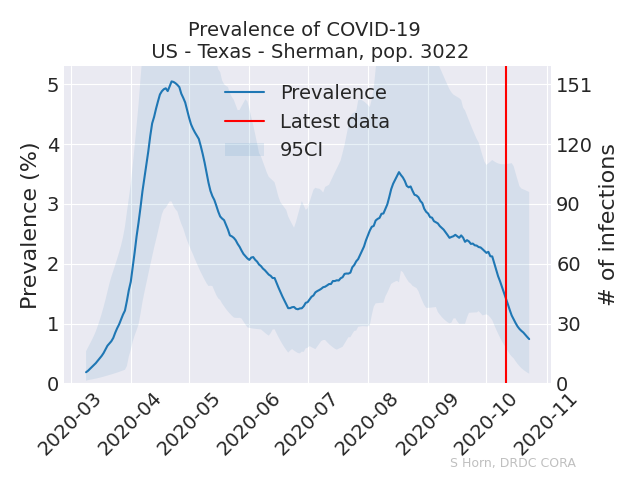 Prevalence of COVID-19
US - Texas - Sherman, pop. 3022
Prevalence (%)
5
4
3
2
1
0
Prevalence
Latest data
95CI
151
120
90
60
30
0
# of infections
2020-03
2020-04
2020-05
2020-06
2020-07
2020-08
2020-09
2020-10
2020-11
S Horn, DRDC CORA